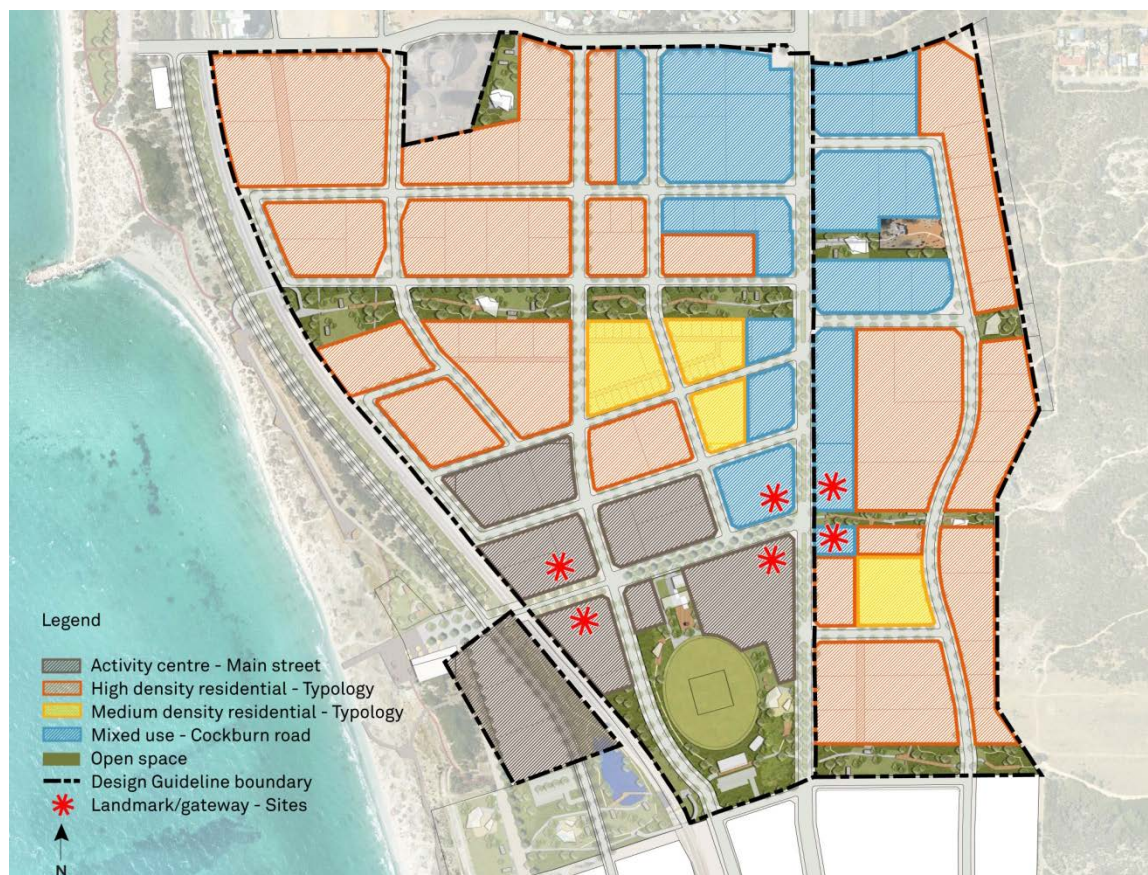 Legend
Activity centre - Main street
High density residential - Typology
Medium density residential - Typology
Mixed use - Cockburn road
Open space
Design Guideline boundary
Landmark/gateway - Sites
N